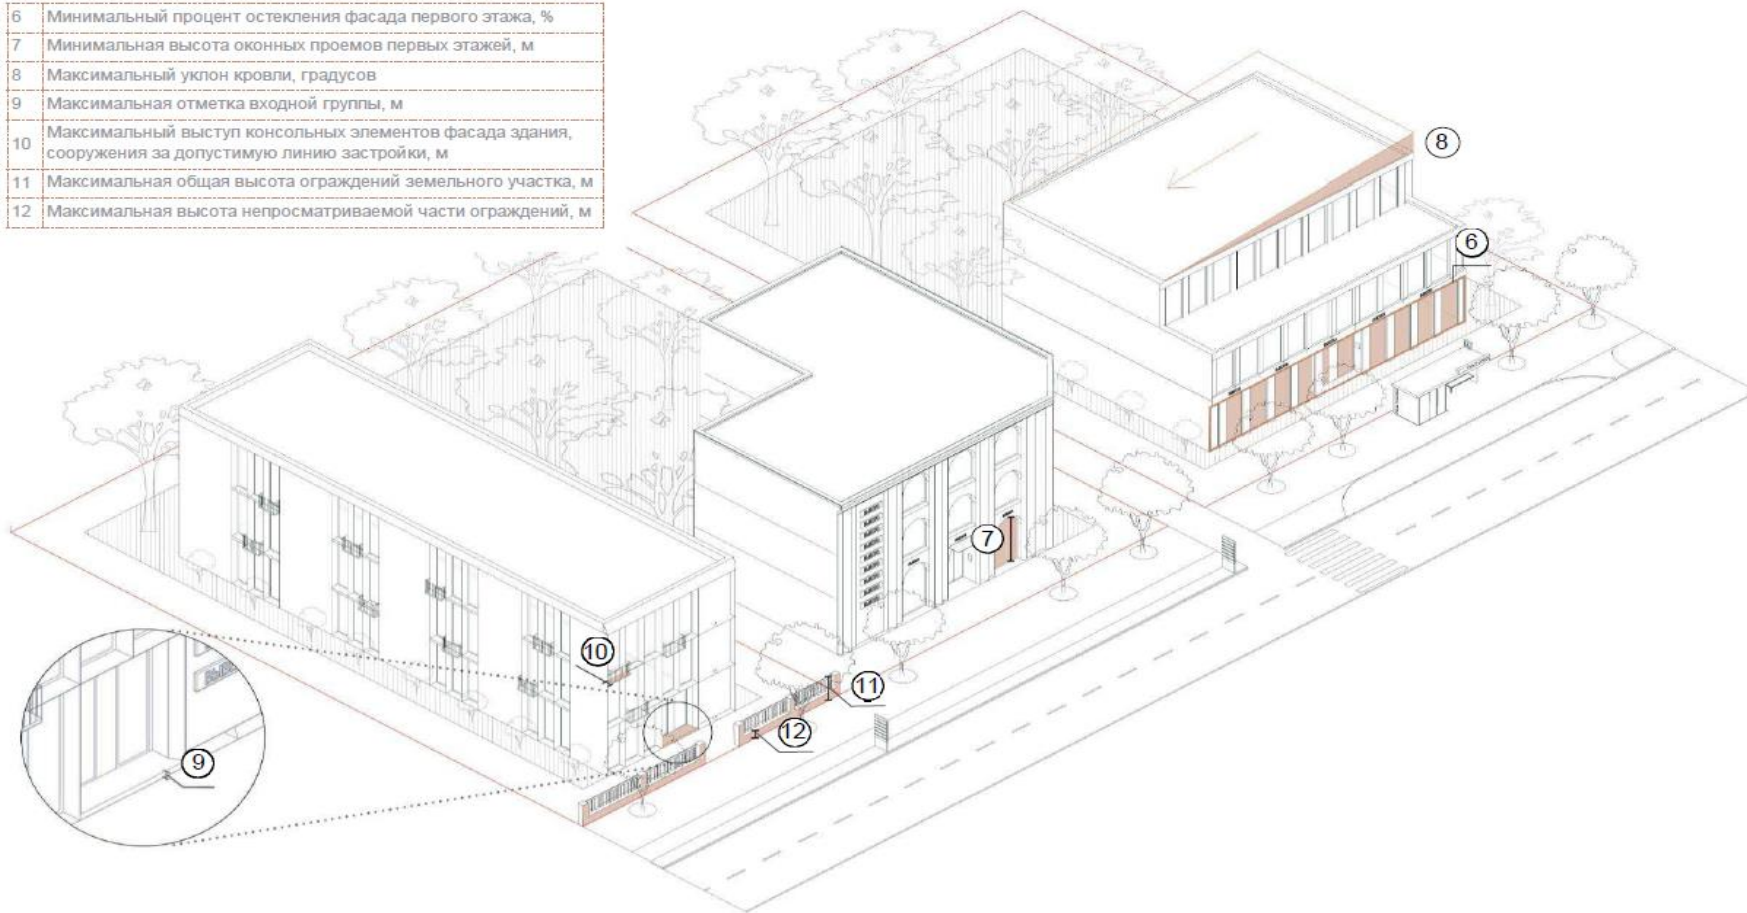 6 Минимальный процент остекления фасада первого этажа, %
7 Минимальная высота оконных проемов первых этажей, м
8 Максимальный уклон кровли, градусов
9 Максимальная отметка входной группы, м
10 Максимальный выступ консольных элементов фасада здания,
сооружения за допустимую линию застройки, м
11 Максимальная общая высота ограждений земельного участка, м
12 Максимальная высота непросматриваемой части ограждений, м
8
6
7
10
11
12
9